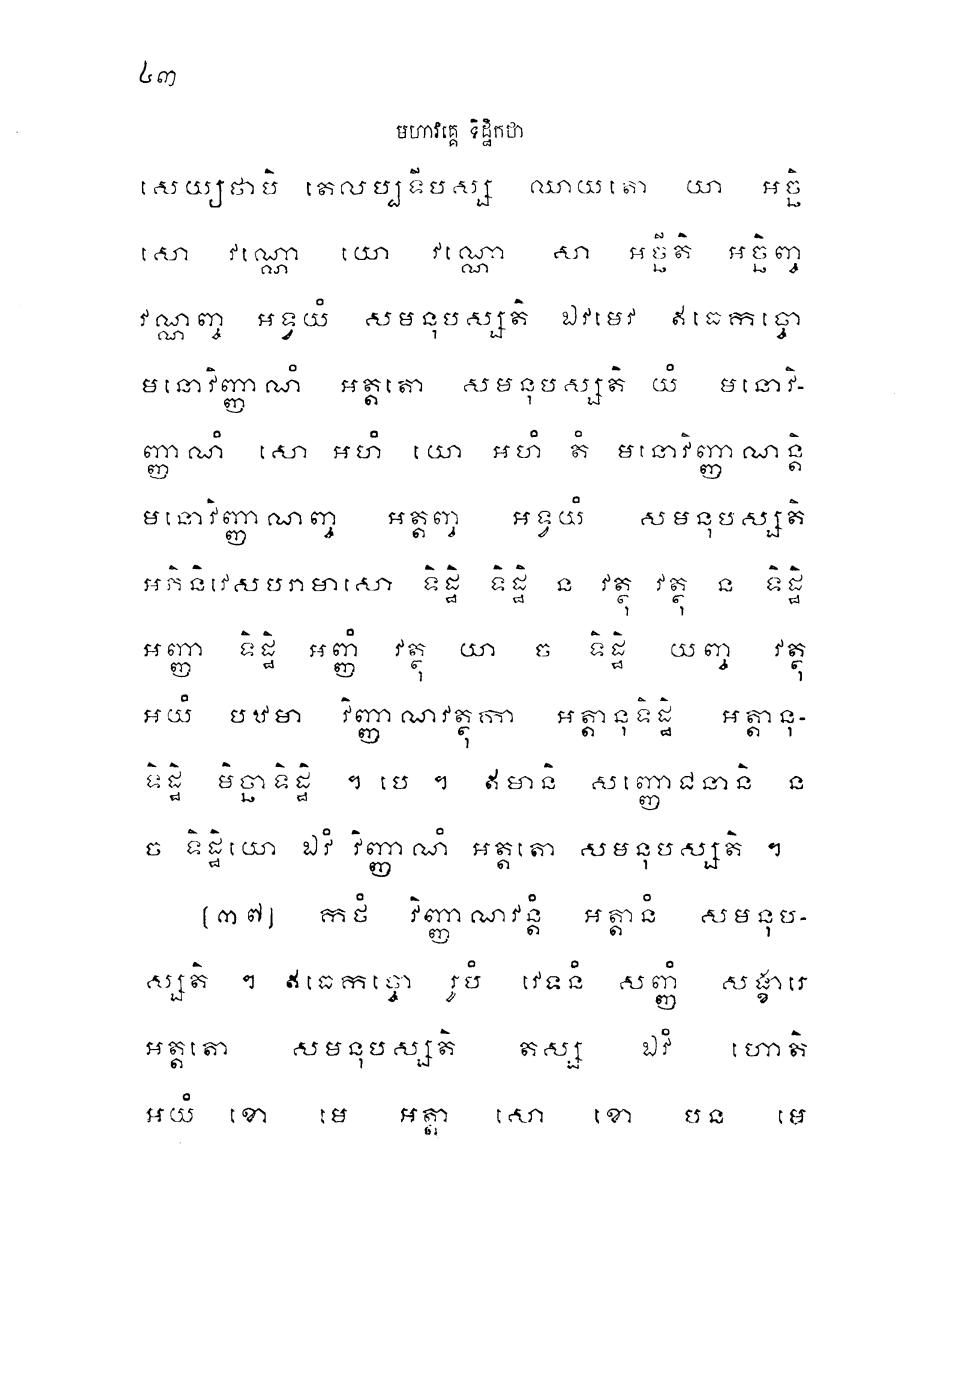 ៤៣
មហាវគ្គេ ទិដ្ឋិកថា
សេយ្យថាបិ តេលប្បទីបស្ស ឈាយតោ យា អច្ចិ
សោ វណ្ណោ យោ វណ្ណោ សា អច្ចីតិ អច្ចិញ្ច
វណ្ណញ្ច អទ្វយំ សមនុបស្សតិ ឯវមេវ ឥធេកច្ចោ
មនោវិញ្ញាណំ អត្តតោ សមនុបស្សតិ យំ មនោវិ-
ញ្ញាណំ សោ អហំ យោ អហំ តំ មនោវិញ្ញាណន្តិ
មនោវិញ្ញាណញ្ច អត្តញ្ច អទ្វយំ សមនុបស្សតិ
អភិនិវេសបរាមាសោ ទិដ្ឋិ ទិដ្ឋិ ន វត្ថុ វត្ថុ ន ទិដ្ឋិ
អញ្ញា ទិដ្ឋិ អញ្ញំ វត្ថុ យា ច ទិដ្ឋិ យញ្ច វត្ថុ
អយំ បឋមា វិញ្ញាណវត្ថុកា អត្តានុទិដ្ឋិ អត្តានុ-
ទិដ្ឋិ មិច្ឆាទិដ្ឋិ ។ បេ ។ ឥមានិ សញ្ញោជនានិ ន
ច ទិដ្ឋិយោ ឯវំ វិញ្ញាណំ អត្តតោ សមនុបស្សតិ ។
[៣៧] កថំ វិញ្ញាណវន្តំ អត្តានំ សមនុប-
ស្សតិ ។ ឥធេកច្ចោ រូបំ វេទនំ សញ្ញំ សង្ខារេ
អត្តតោ សមនុបស្សតិ តស្ស ឯវំ ហោតិ
អយំ ខោ មេ អត្តា សោ ខោ បន មេ